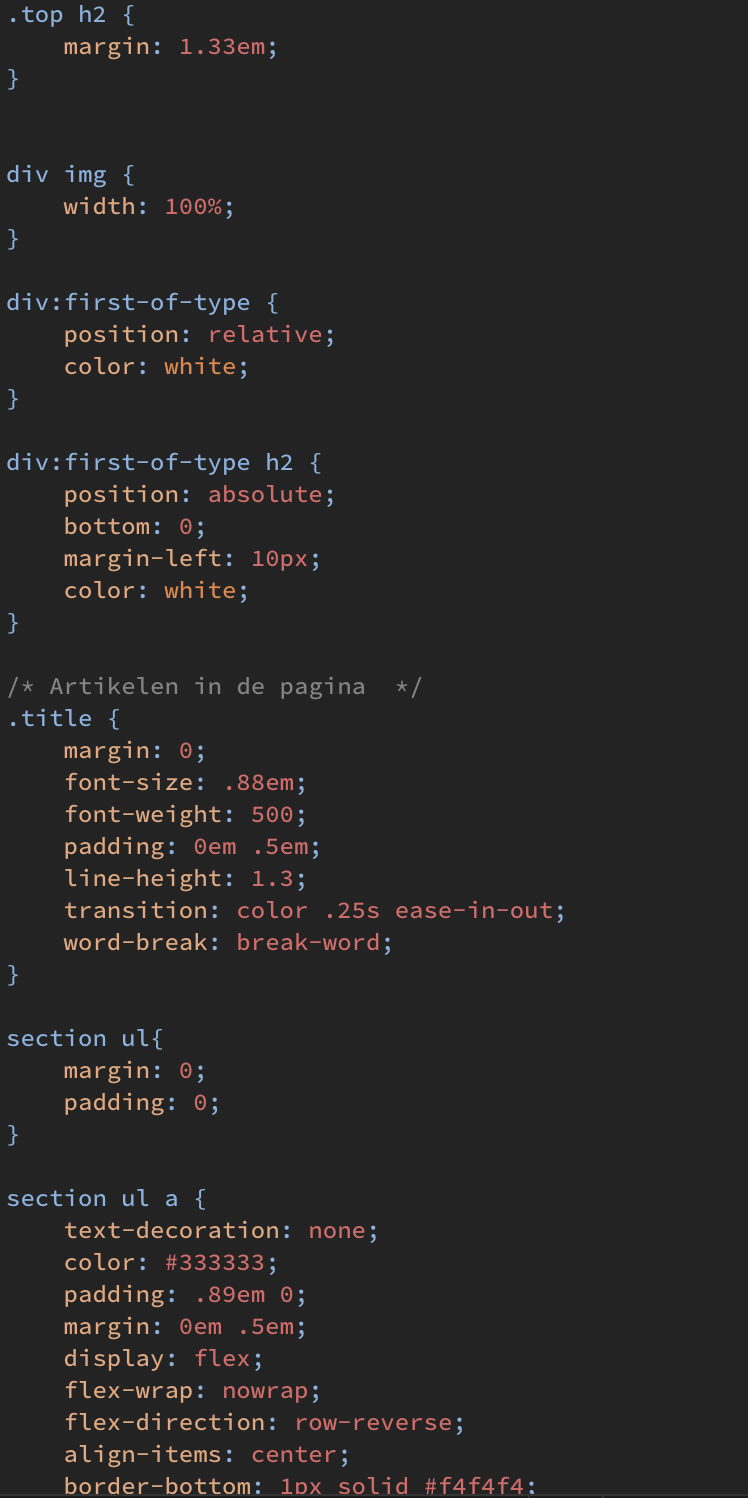 .top h2 {
    margin: 1.33em;
}
div img {
    width: 100%;
}
div:first-of-type {
    position: relative;
    color: white;
}
div:first-of-type h2 {
    position: absolute;
    bottom: 0;
    margin-left: 10px;
    color: white;
}
/* Artikelen in de pagina  */
.title {
    margin: 0;
    font-size: .88em;
    font-weight: 500;
    padding: 0em .5em;
    line-height: 1.3;
    transition: color .25s ease-in-out;
    word-break: break-word;
}
section ul{
    margin: 0;
    padding: 0;
}
section ul a {
    text-decoration: none;
    color: #333333;
    padding: .89em 0;
    margin: 0em .5em;
    display: flex;
    flex-wrap: nowrap;
    flex-direction: row-reverse;
    align-items: center;
    border-bottom: 1px solid #f4f4f4;